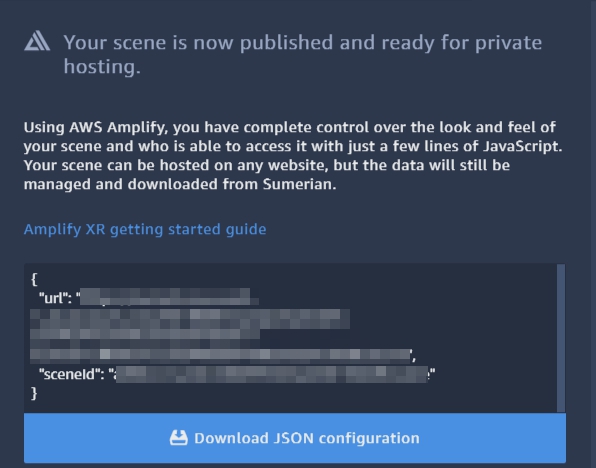 Your scene is now published and ready for private
hosting.
Using AWS Amplify, you have complete control over the look and feel of
your scene and who is able to access it with just a few lines of JavaScript.
Your scene can be hosted on any website, but the data will still be
managed and downloaded from Sumerian.
Amplify XR getting started guide
{
"url": "
",
"sceneId": " "
}
Download JSON configuration